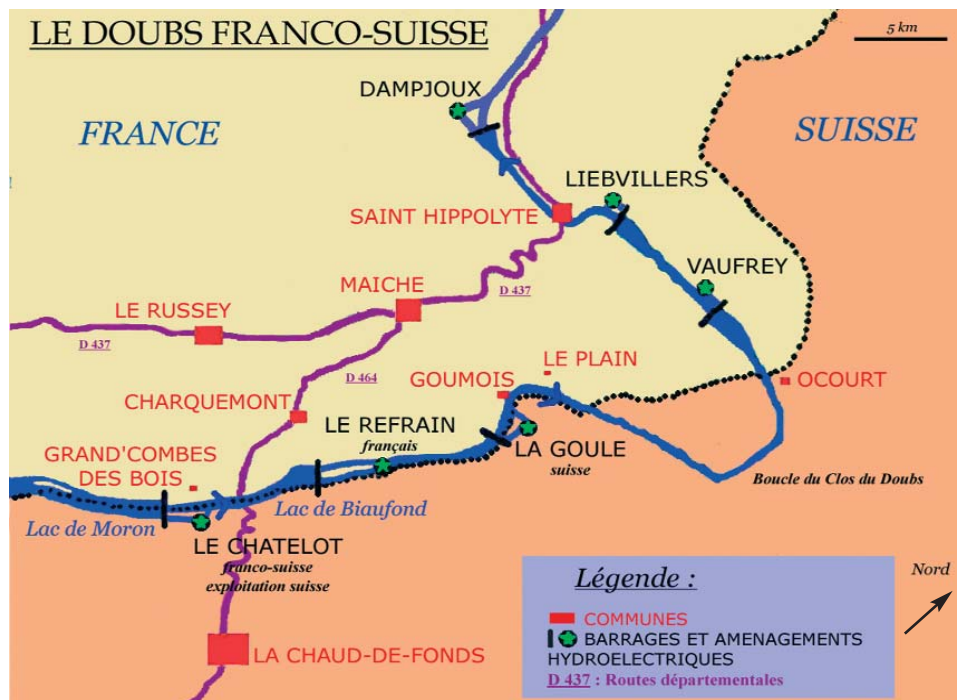 LE DOUBS FRANCO-SUISSE
5 km
DAMPJOUX
FRANCE
SUISSE
LIEBVILLERS
SAINT HIPPOLYTE
VAUFREY
MAICHE
D 437
LE RUSSEY
D 437
LE PLAIN
D 464
GOUMOIS
OCOURT
CHARQUEMONT
LE REFRAIN
français
LA GOULE
suisse
GRAND'COMBES
DES BOIS
Boucle du Clos du Doubs
Lac de Biaufond
Lac de Moron
LE CHATELOT
franco-suisse
exploitation suisse
Nord
LA CHAUD-DE-FONDS
Légende :
COMMUNES
BARRAGES ET AMENAGEMENTS
HYDROELECTRIQUES
D 437 : Routes départementales